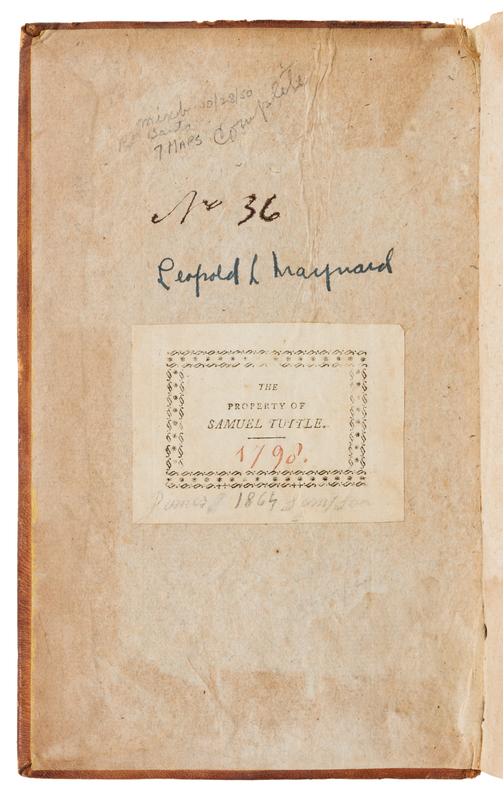 10/28/50
7 MAPS Complete
No 36
Leopold L Maynard
THE
PROPERTY OF
SAMUEL TUTTLE.
1798.
1864